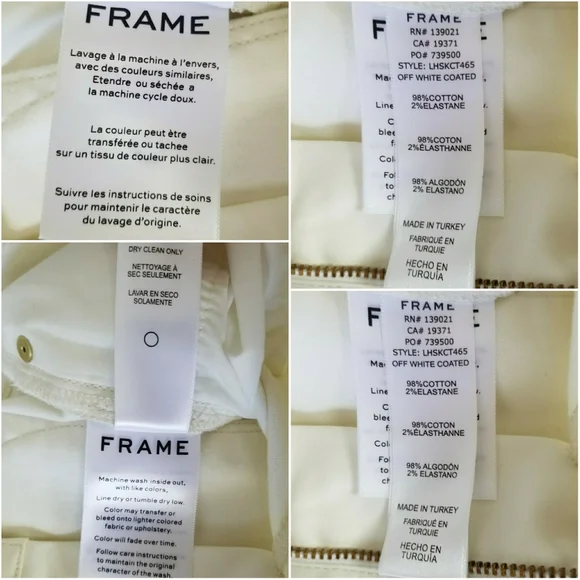 FRAME
Lavage à la machine à l'envers,
avec des couleurs similaires,
Etendre ou séchée a
la machine cycle doux.
La couleur peut être
transférée ou tachee
sur un tissu de couleur plus clair.
Suivre les instructions de soins
pour maintenir le caractère
du lavage d'origine.
FRAME
RN# 139021
CA# 19371
PO# 739500
STYLE: LHSKCT465
OFF WHITE COATED
98%COTTON
2%ELASTANE
98%COTON
2%ÉLASTHANNE
98% ALGODÓN
2% ELASTANO
MADE IN TURKEY
FABRIQUÉ EN
TURQUIE
HECHO EN
TURQUÍA
DRY CLEAN ONLY
NETTOYAGE À
SEC SEULEMENT
LAVAR EN SECO
SOLAMENTE
FRAME
Machine wash inside out,
with like colors,
Line dry or tumble dry low.
Color may transfer or
bleed onto lighter colored
fabric or upholstery.
Color will fade over time.
Follow care instructions
to maintain the original
character of the wash.
FRAME
RN# 139021
CA# 19371
PO# 739500
STYLE: LHSKCT465
OFF WHITE COATED
98%COTTON
2%ELASTANE
98%COTON
2%ÉLASTHANNE
98% ALGODÓN
2% ELASTANO
MADE IN TURKEY
FABRIQUÉ EN
TURQUIE
HECHO EN
TURQUÍA